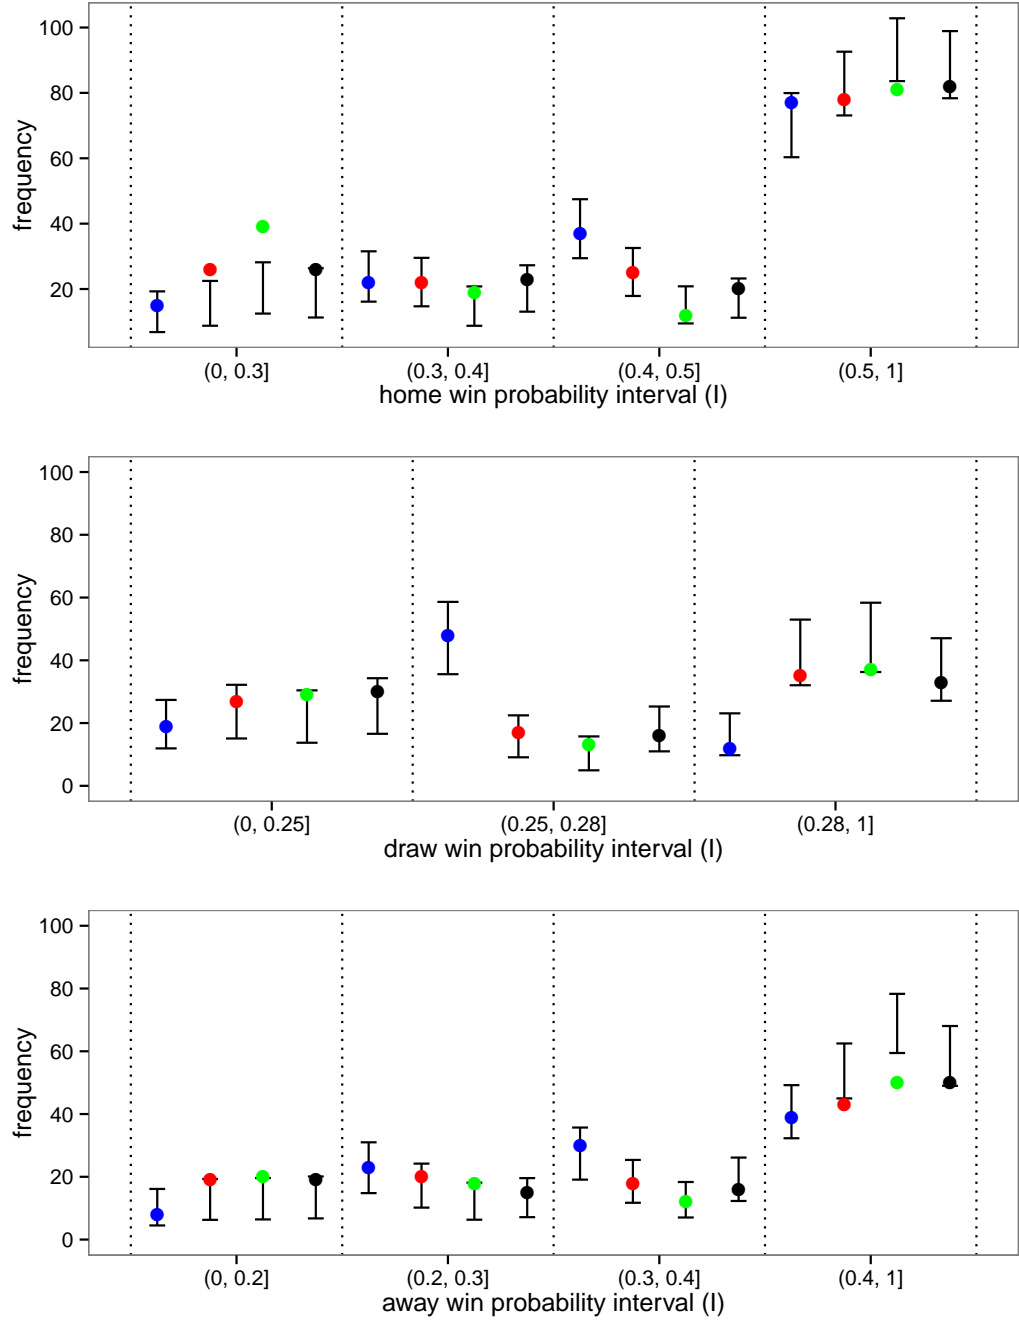 100
80
60
40
20
frequency
(0, 0.3] (0.3, 0.4] (0.4, 0.5] (0.5, 1]
home win probability interval (I)
100
80
60
40
20
0
frequency
(0, 0.25] (0.25, 0.28] (0.28, 1]
draw win probability interval (I)
100
80
60
40
20
0
frequency
(0, 0.2] (0.2, 0.3] (0.3, 0.4] (0.4, 1]
away win probability interval (I)